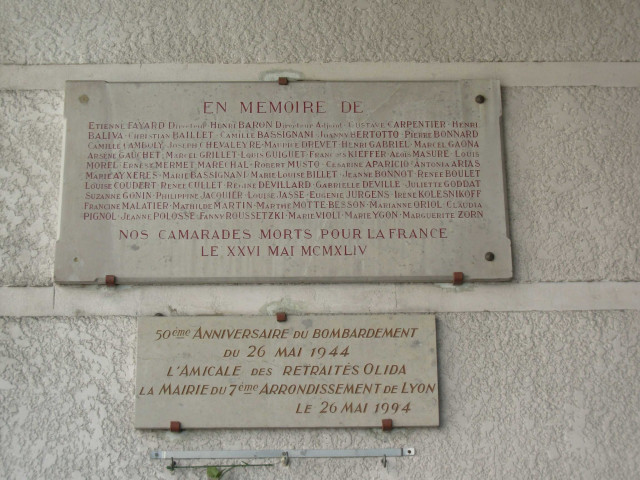 EN MEMOIRE DE
ETIENNE FAYARD DIRECTEUR · HENRI BARON DIRECTEUR ADJOINT · GUSTAVE CARPENTIER · HENRI
BALIVA · CHRISTIAN BAILLET · CAMILLE BASSIGNANI · JOANNY BERTOTTO · PIERRE BONNARD
CAMILLE CAMBOLY · JOSEPH CHEVALEYRE · MAURICE DREVET · HENRI GABRIEL · MARCEL GAGNA
ARSENE GAUCHET · MARCEL GRILLET · LOUIS GUIGUET · FRANÇOIS KIEFFER · ALOIS MASURE · LOUIS
MOREL · ERNEST MERMET MARECHAL · ROBERT MUSTO · CESARINE APARICIO · ANTONIA ARIAS
MARIE AYXERES · MARIE BASSIGNANI · MARIE LOUISE BILLET · JEANNE BONNOT · RENEE BOULET
LOUISE COUDERT · RENEE CULLET · REGINE DEVILLARD · GABRIELLE DEVILLE · JULIETTE GODDAT
SUZANNE GONIN · PHILIPPINE JACQUIER · LOUISE JASSE · EUGENIE JURGENS · IRENE KOLESNIKOFF
FRANCINE MALATIER · MATHILDE MARTIN · MARTHE MOTTE BESSON · MARIANNE ORIOL · CLAUDIA
PIGNOL · JEANNE POLOSSE · FANNY ROUSSETZKI · MARIE VIOLI · MARIE YGON · MARGUERITE ZORN
NOS CAMARADES MORTS POUR LA FRANCE
LE XXVI MAI MCMXLIV
50ème ANNIVERSAIRE DU BOMBARDEMENT
DU 26 MAI 1944
L'AMICALE DES RETRAITÉS OLIDA
LA MAIRIE DU 7ème ARRONDISSEMENT DE LYON
LE 26 MAI 1994